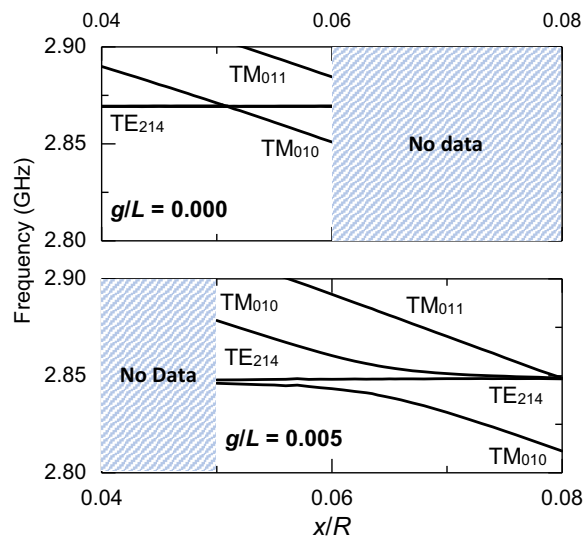 0.04 0.06 0.08
2.90
TM011
2.85
TE214
TM010
No data
g/L = 0.000
2.80
Frequency (GHz)
2.90
TM010
TM011
No Data
TE214
2.85
TE214
g/L = 0.005
TM010
2.80
0.04 0.06 0.08
x/R